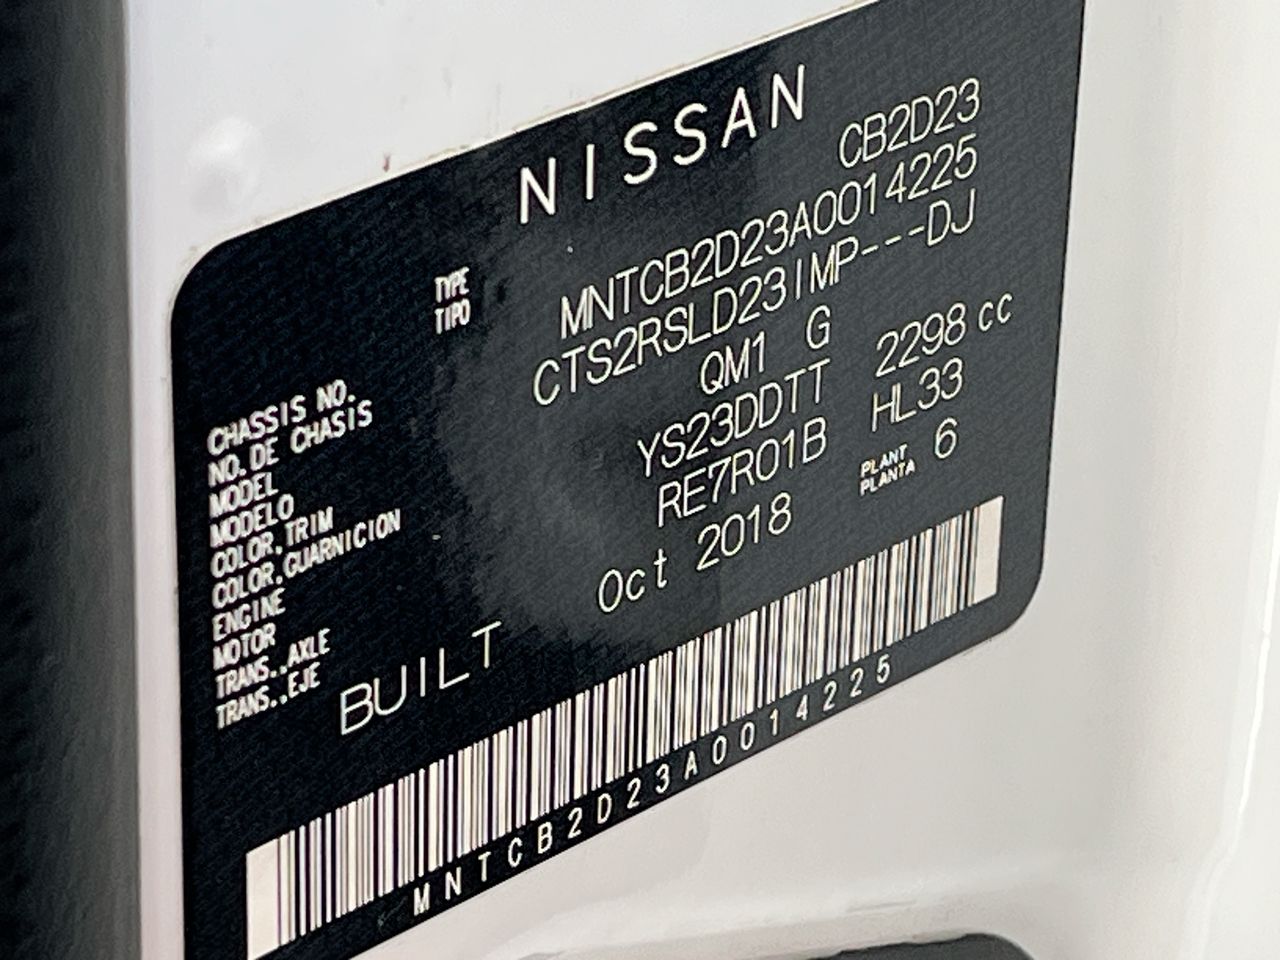 NISSAN
TYPE CB2D23
TIPO
CHASSIS NO. MNTCB2D23A0014225
NO. DE CHASIS
MODEL CTS2RSLD23IMP---DJ
MODELO
COLOR, TRIM QM1 G
COLOR, GUARNICION
ENGINE YS23DDTT 2298 cc
MOTOR
TRANS., AXLE RE7R01B HL33
TRANS., EJE
BUILT Oct 2018 PLANT 6
PLANTA
MNTCB2D23A0014225